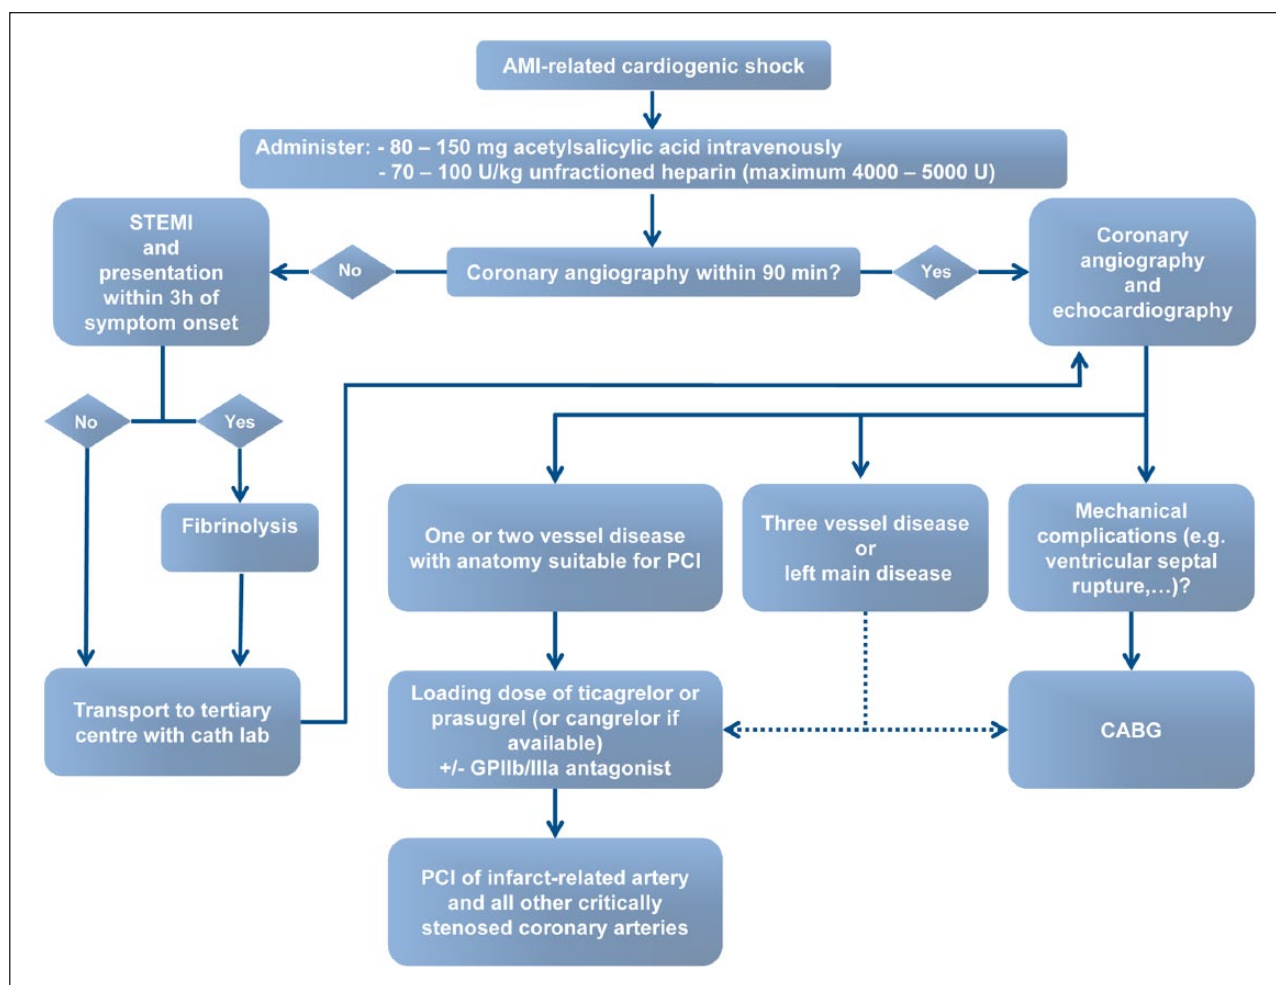 AMI-related cardiogenic shock
Administer: - 80 – 150 mg acetylsalicylic acid intravenously
- 70 – 100 U/kg unfractioned heparin (maximum 4000 – 5000 U)
STEMI
and
presentation
within 3h of
symptom onset
No
Coronary angiography within 90 min?
Yes
Coronary
angiography
and
echocardiography
No
Yes
Fibrinolysis
Transport to tertiary
centre with cath lab
One or two vessel disease
with anatomy suitable for PCI
Three vessel disease
or
left main disease
Mechanical
complications (e.g.
ventricular septal
rupture,...)?
Loading dose of ticagrelor or
prasugrel (or cangrelor if
available)
+/- GPIIb/IIIa antagonist
CABG
PCI of infarct-related artery
and all other critically
stenosed coronary arteries